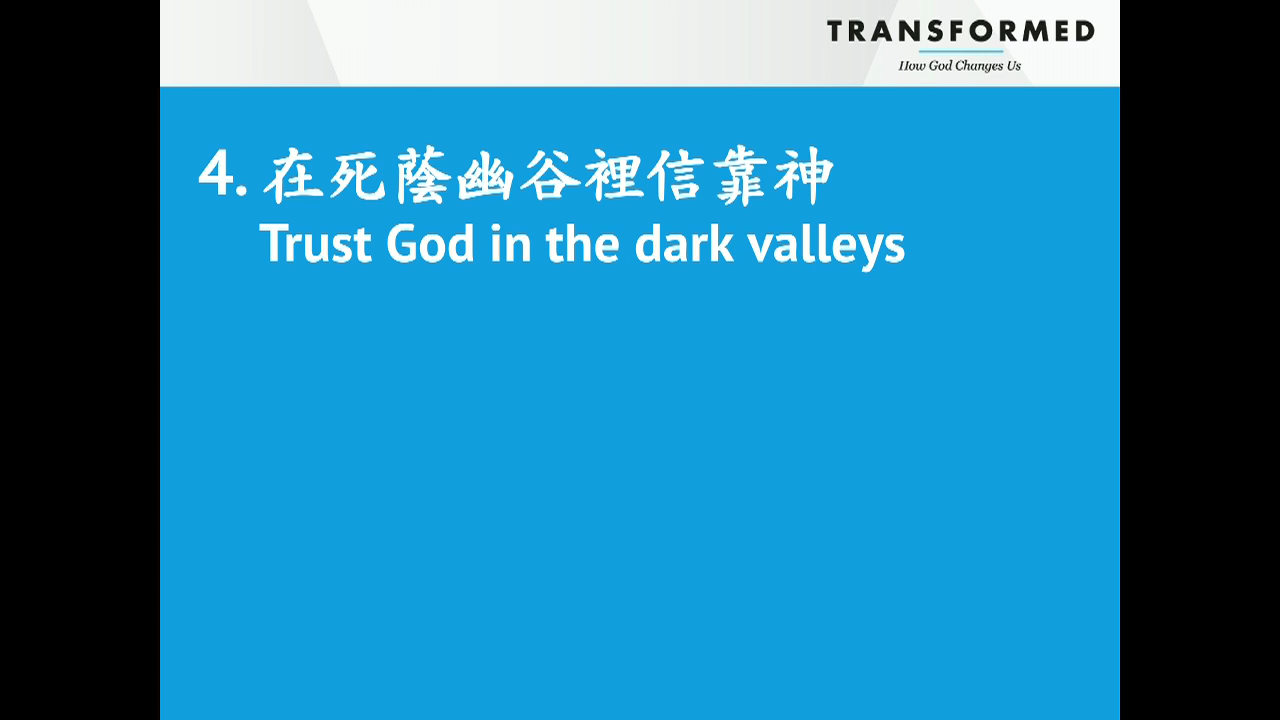 TRANSFORMED
How God Changes Us
4. 在死蔭幽谷裡信靠神
Trust God in the dark valleys